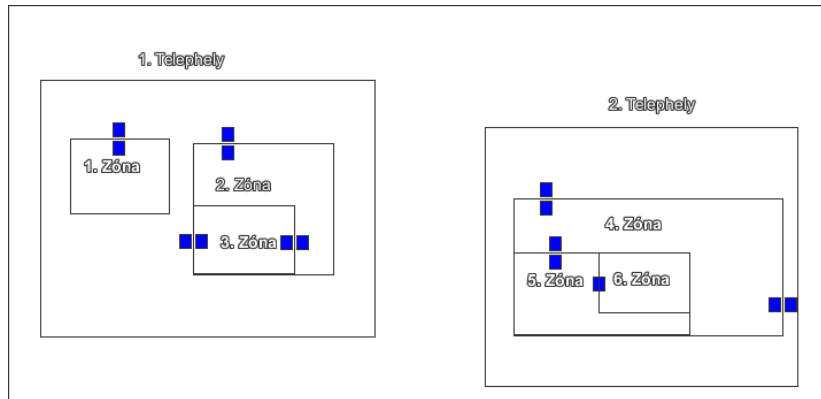 1. Telephely
2. Telephely
1. Zóna
2. Zóna
3. Zóna
4. Zóna
5. Zóna
6. Zóna